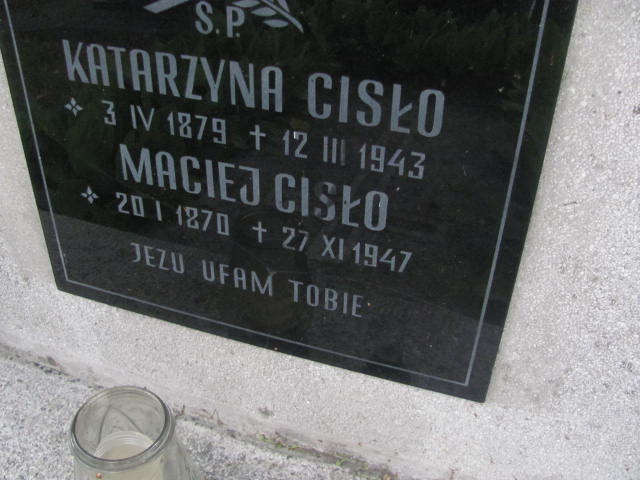 Ś.P.
KATARZYNA CISŁO
3 IV 1879 ✝ 12 III 1943
MACIEJ CISŁO
20 I 1870 ✝ 27 XI 1947
JEZU UFAM TOBIE